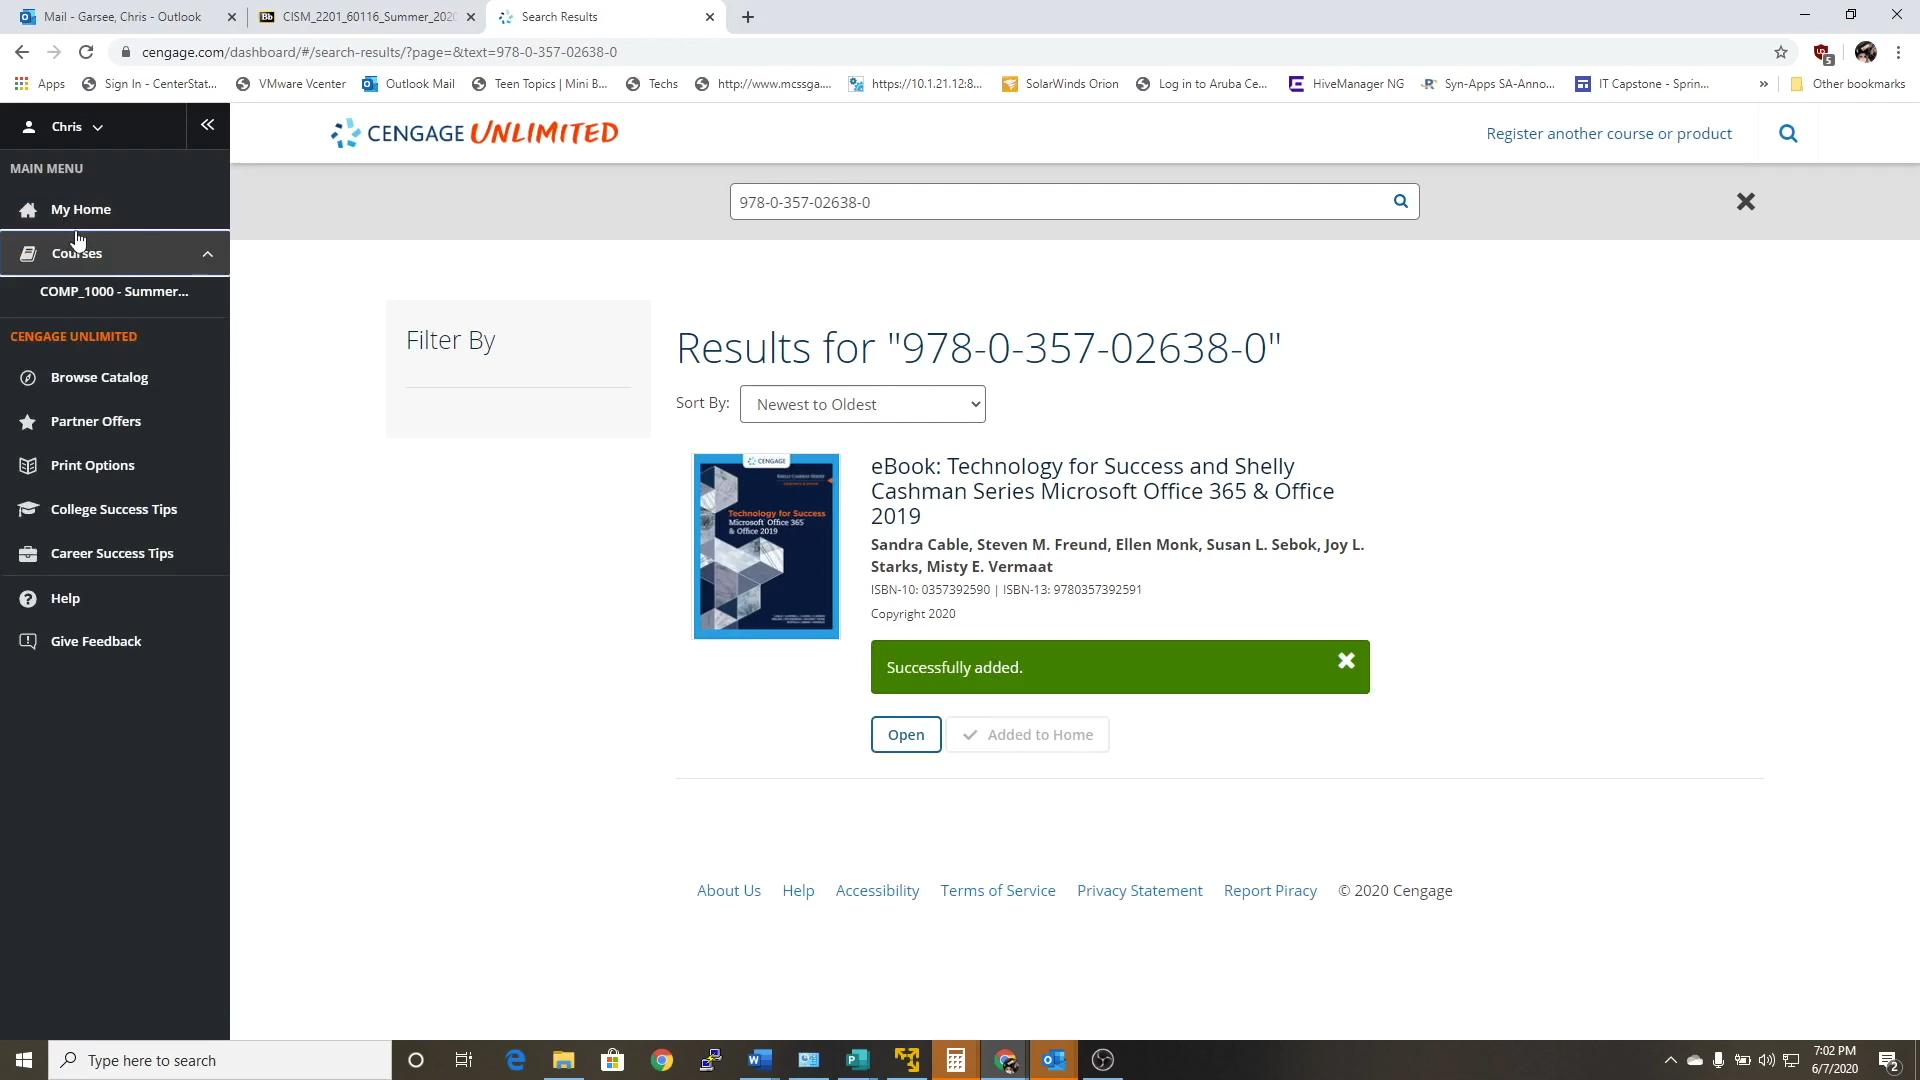 Mail - Garsee, Chris - Outlook
CISM_2201_60116_Summer_202
Search Results
cengage.com/dashboard/#/search-results/?page=&text=978-0-357-02638-0
Apps
Sign In - CenterStat...
VMware Vcenter
Outlook Mail
Teen Topics | Mini B...
Techs
http://www.mcssga....
https://10.1.21.12:8...
SolarWinds Orion
Log in to Aruba Ce...
HiveManager NG
Syn-Apps SA-Anno...
IT Capstone - Sprin...
»
Other bookmarks
Chris
CENGAGE UNLIMITED
Register another course or product
MAIN MENU
My Home
Courses
COMP_1000 - Summer...
CENGAGE UNLIMITED
Browse Catalog
Partner Offers
Print Options
College Success Tips
Career Success Tips
Help
Give Feedback
978-0-357-02638-0
Filter By
Results for "978-0-357-02638-0"
Sort By:
Newest to Oldest
CENGAGE
Technology for Success
Microsoft Office 365
& Office 2019
eBook: Technology for Success and Shelly
Cashman Series Microsoft Office 365 & Office
2019
Sandra Cable, Steven M. Freund, Ellen Monk, Susan L. Sebok, Joy L.
Starks, Misty E. Vermaat
ISBN-10: 0357392590 | ISBN-13: 9780357392591
Copyright 2020
Successfully added.
Open
Added to Home
About Us
Help
Accessibility
Terms of Service
Privacy Statement
Report Piracy
© 2020 Cengage
Type here to search
7:02 PM
6/7/2020
2